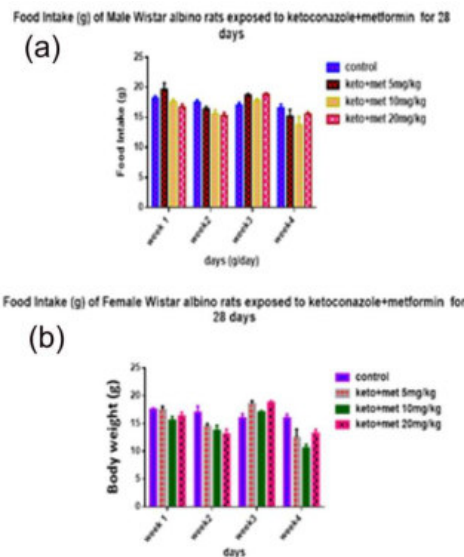 Food Intake (g) of Male Wistar albino rats exposed to ketoconazole+metformin for 28
days
(a)
25
20
15
10
5
0
Food Intake (g)
control
keto+met 5mg/kg
keto+met 10mg/kg
keto+met 20mg/kg
week 1
week2
week3
week4
days (g/day)
Food Intake (g) of Female Wistar albino rats exposed to ketoconazole+metformin for
28 days
(b)
25
20
15
10
5
0
Body weight (g)
control
keto+met 5mg/kg
keto+met 10mg/kg
keto+met 20mg/kg
week 1
week2
week3
week4
days